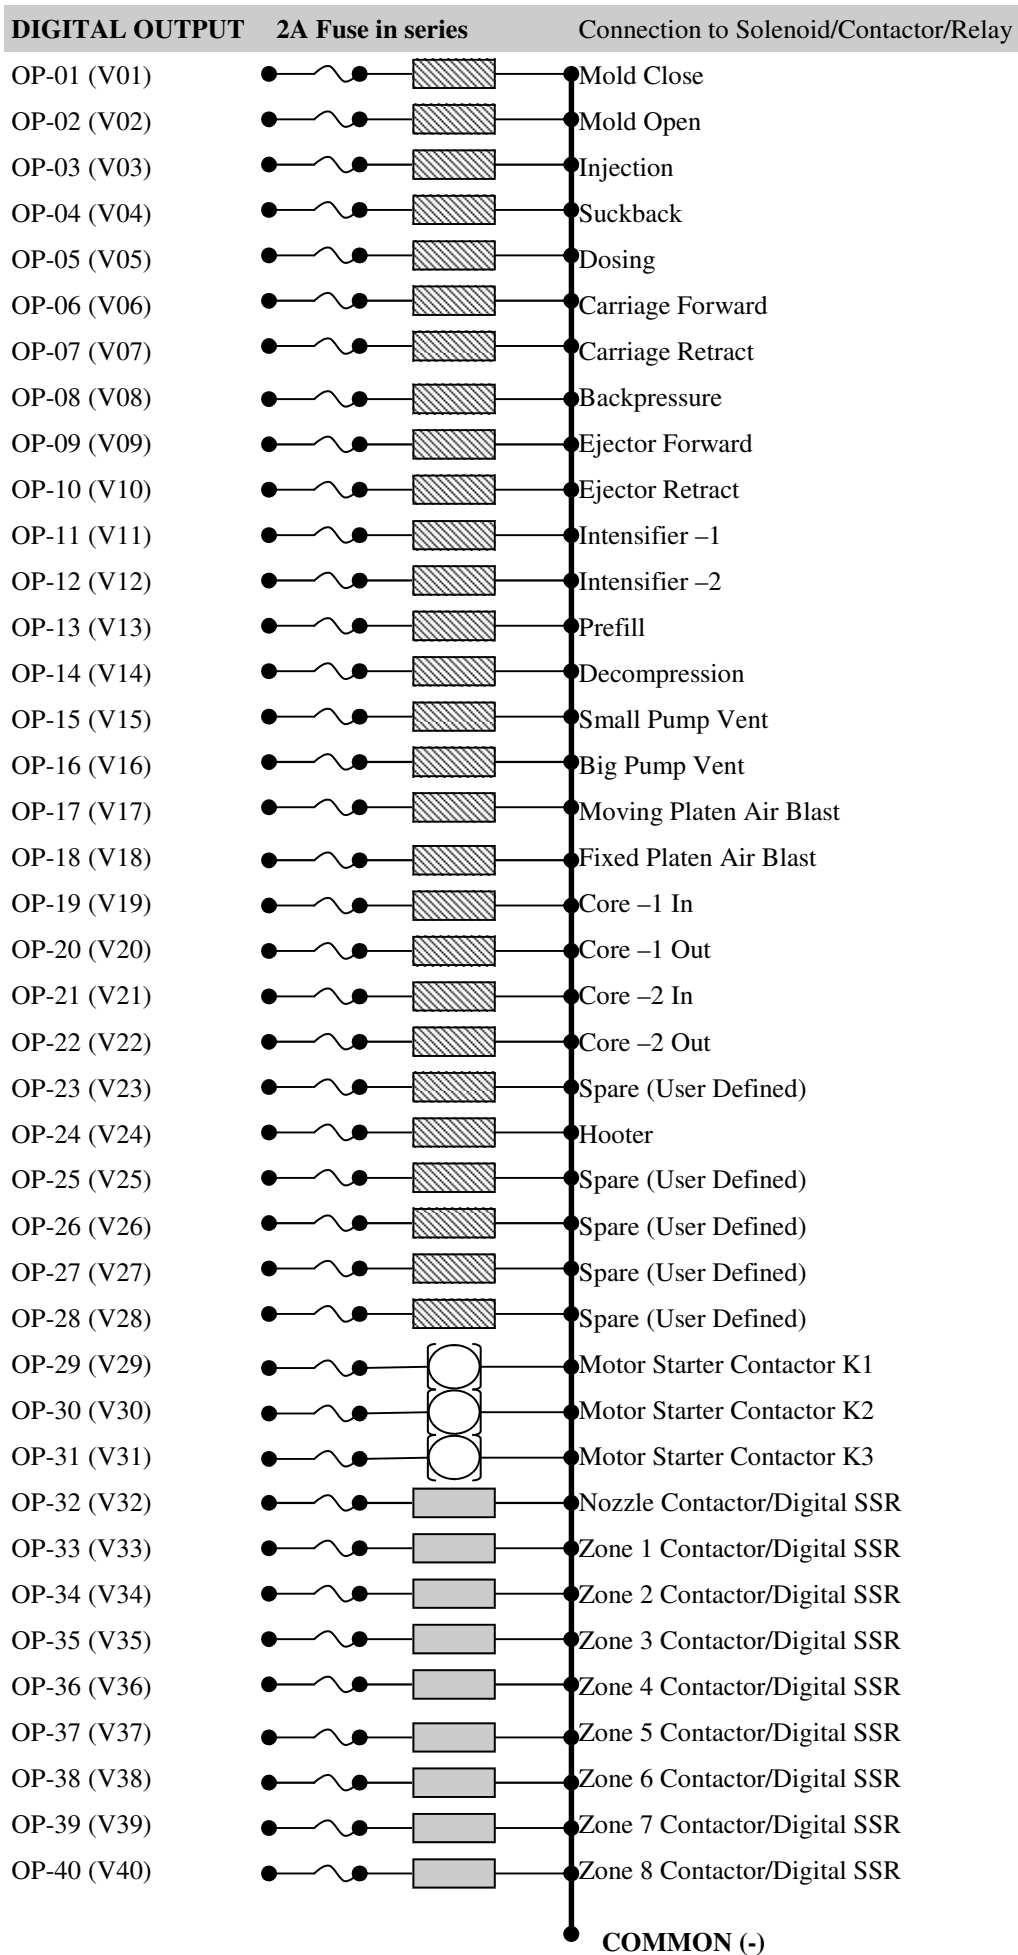 DIGITAL OUTPUT 2A Fuse in series Connection to Solenoid/Contactor/Relay
OP-01 (V01) Mold Close
OP-02 (V02) Mold Open
OP-03 (V03) Injection
OP-04 (V04) Suckback
OP-05 (V05) Dosing
OP-06 (V06) Carriage Forward
OP-07 (V07) Carriage Retract
OP-08 (V08) Backpressure
OP-09 (V09) Ejector Forward
OP-10 (V10) Ejector Retract
OP-11 (V11) Intensifier –1
OP-12 (V12) Intensifier –2
OP-13 (V13) Prefill
OP-14 (V14) Decompression
OP-15 (V15) Small Pump Vent
OP-16 (V16) Big Pump Vent
OP-17 (V17) Moving Platen Air Blast
OP-18 (V18) Fixed Platen Air Blast
OP-19 (V19) Core –1 In
OP-20 (V20) Core –1 Out
OP-21 (V21) Core –2 In
OP-22 (V22) Core –2 Out
OP-23 (V23) Spare (User Defined)
OP-24 (V24) Hooter
OP-25 (V25) Spare (User Defined)
OP-26 (V26) Spare (User Defined)
OP-27 (V27) Spare (User Defined)
OP-28 (V28) Spare (User Defined)
OP-29 (V29) Motor Starter Contactor K1
OP-30 (V30) Motor Starter Contactor K2
OP-31 (V31) Motor Starter Contactor K3
OP-32 (V32) Nozzle Contactor/Digital SSR
OP-33 (V33) Zone 1 Contactor/Digital SSR
OP-34 (V34) Zone 2 Contactor/Digital SSR
OP-35 (V35) Zone 3 Contactor/Digital SSR
OP-36 (V36) Zone 4 Contactor/Digital SSR
OP-37 (V37) Zone 5 Contactor/Digital SSR
OP-38 (V38) Zone 6 Contactor/Digital SSR
OP-39 (V39) Zone 7 Contactor/Digital SSR
OP-40 (V40) Zone 8 Contactor/Digital SSR
COMMON (-)